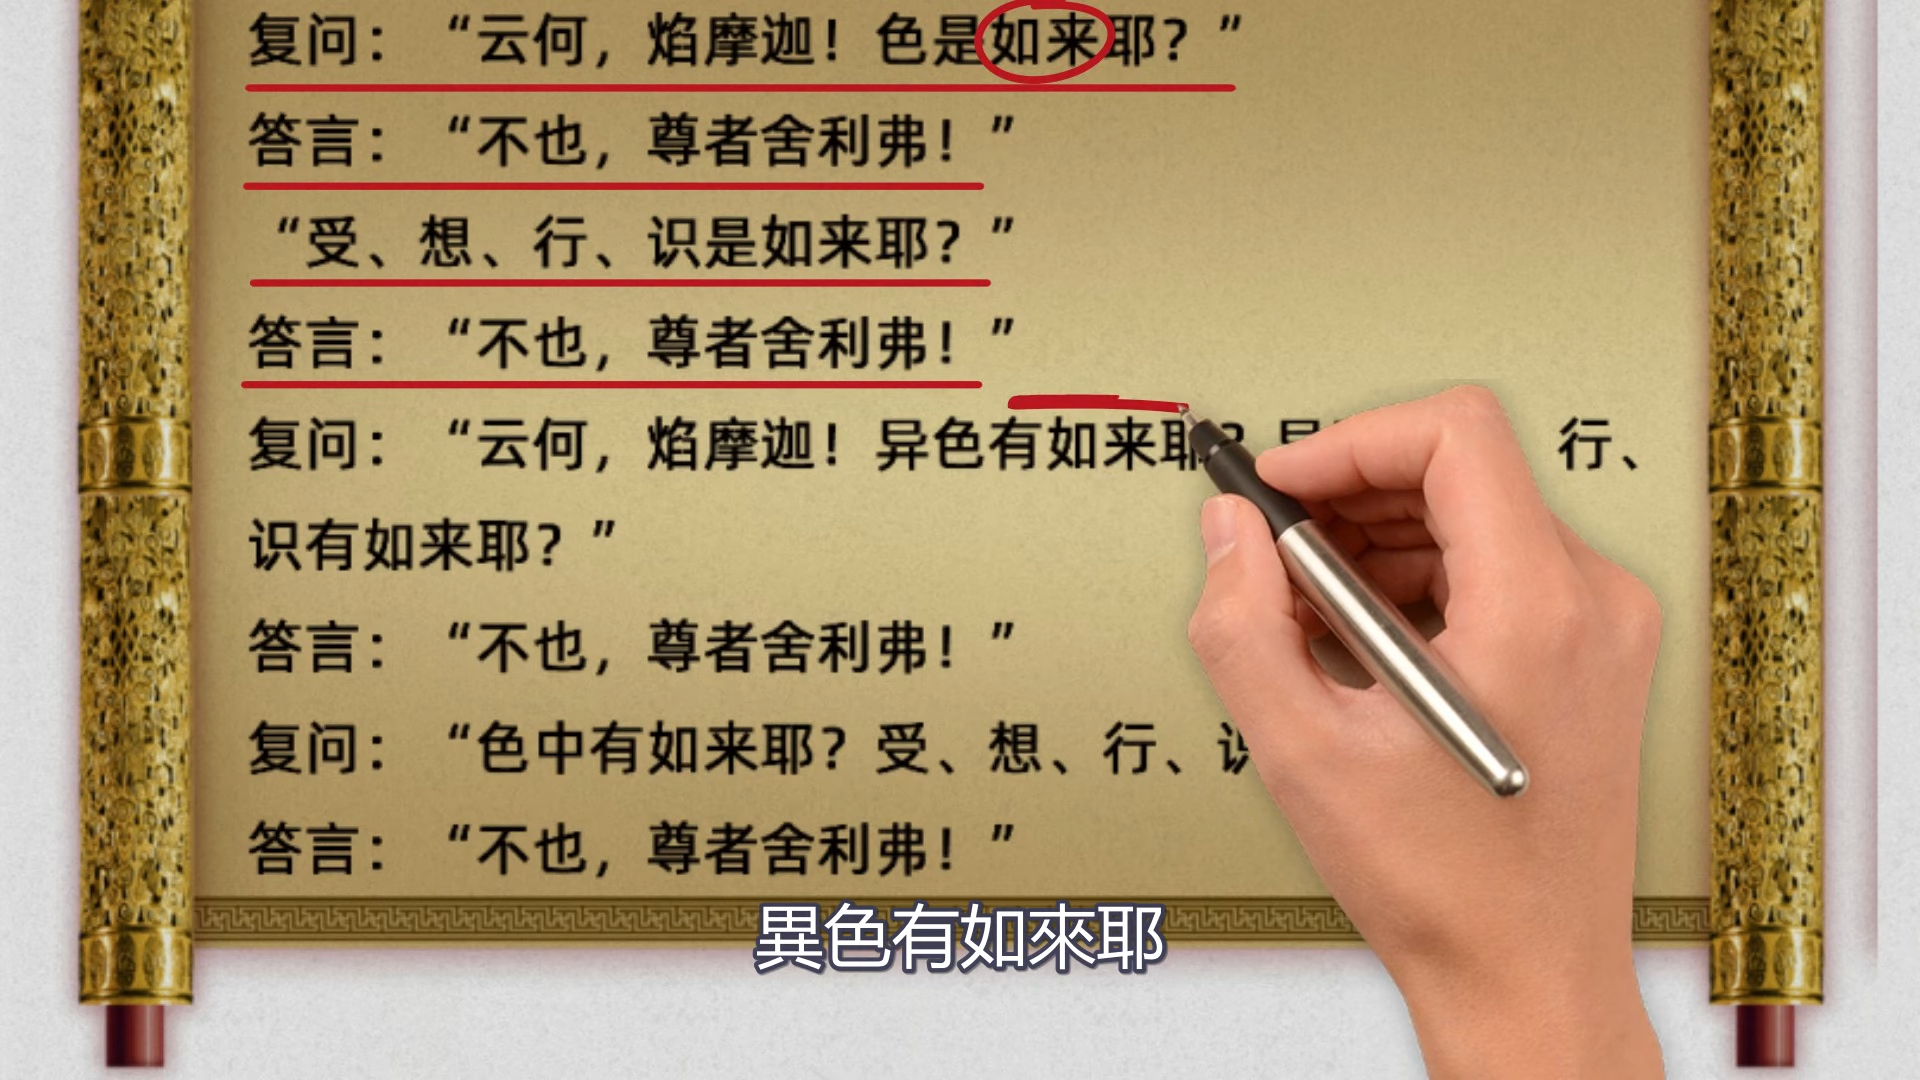 复问：“云何，焰摩迦！色是如来耶？”
答言：“不也，尊者舍利弗！”
“受、想、行、识是如来耶？”
答言：“不也，尊者舍利弗！”
复问：“云何，焰摩迦！异色有如来耶？ 行、
识有如来耶？”
答言：“不也，尊者舍利弗！”
复问：“色中有如来耶？受、想、行、
答言：“不也，尊者舍利弗！”
異色有如來耶